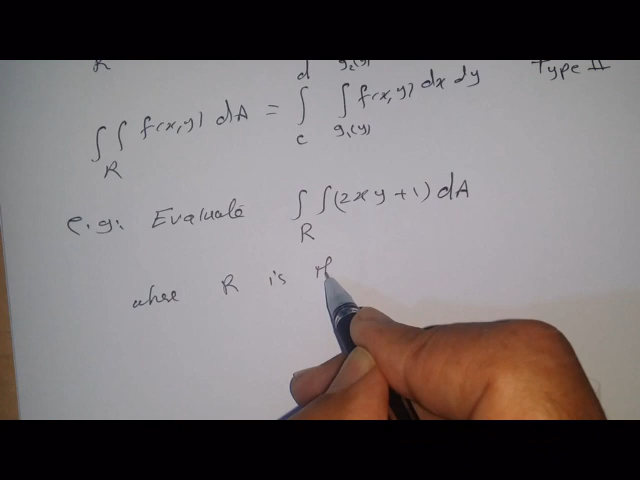 R d g₂(y) Type II
∫∫ f(x,y) dA = ∫ ∫ f(x,y) dx dy
R c g₁(y)
e.g: Evaluate ∫∫(2xy+1) dA
R
where R is